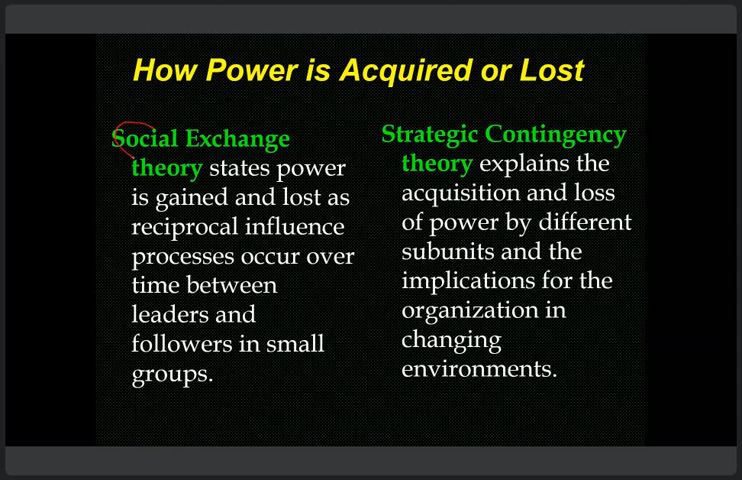 How Power is Acquired or Lost
Social Exchange
theory states power
is gained and lost as
reciprocal influence
processes occur over
time between
leaders and
followers in small
groups.
Strategic Contingency
theory explains the
acquisition and loss
of power by different
subunits and the
implications for the
organization in
changing
environments.